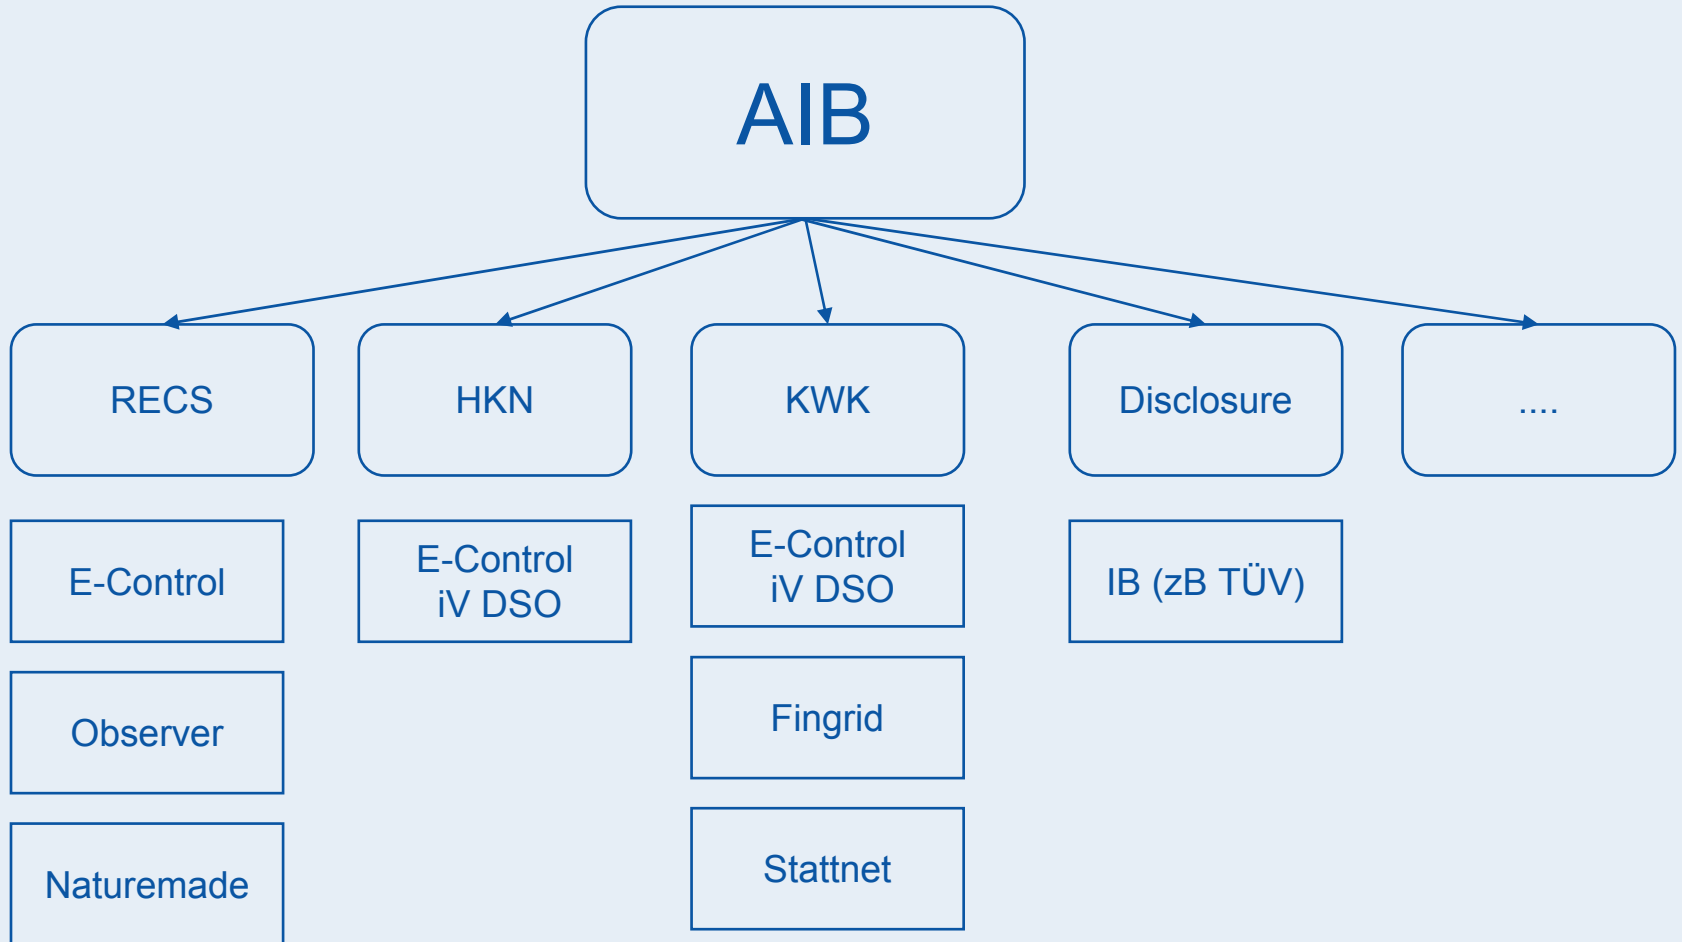 AIB
RECS
HKN
KWK
Disclosure
....
E-Control
E-Control
iV DSO
E-Control
iV DSO
IB (zB TÜV)
Observer
Fingrid
Naturemade
Stattnet